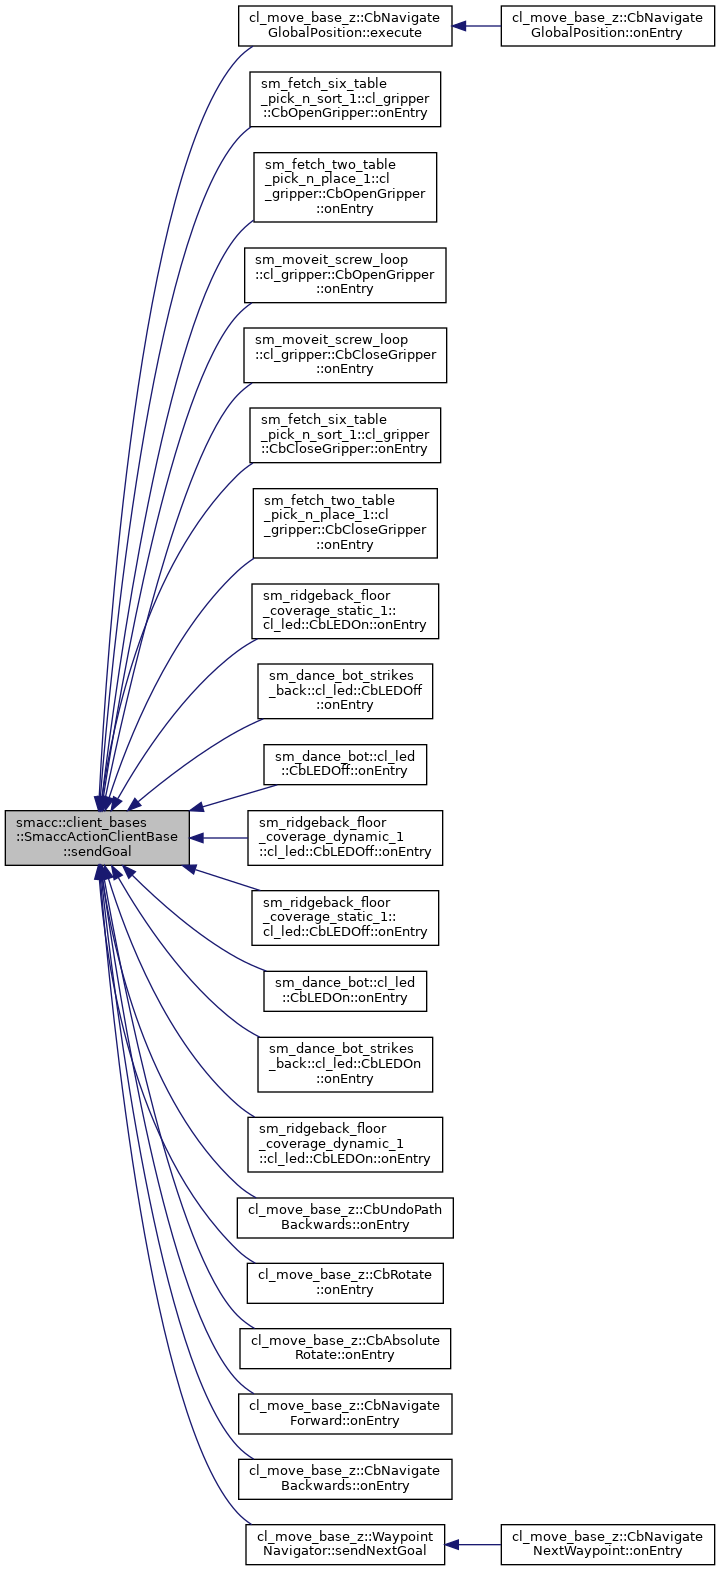 cl_move_base_z::CbNavigate
GlobalPosition::execute
cl_move_base_z::CbNavigate
GlobalPosition::onEntry
sm_fetch_six_table
_pick_n_sort_1::cl_gripper
::CbOpenGripper::onEntry
sm_fetch_two_table
_pick_n_place_1::cl
_gripper::CbOpenGripper
::onEntry
sm_moveit_screw_loop
::cl_gripper::CbOpenGripper
::onEntry
sm_moveit_screw_loop
::cl_gripper::CbCloseGripper
::onEntry
sm_fetch_six_table
_pick_n_sort_1::cl_gripper
::CbCloseGripper::onEntry
sm_fetch_two_table
_pick_n_place_1::cl
_gripper::CbCloseGripper
::onEntry
sm_ridgeback_floor
_coverage_static_1::
cl_led::CbLEDOn::onEntry
sm_dance_bot_strikes
_back::cl_led::CbLEDOff
::onEntry
sm_dance_bot::cl_led
::CbLEDOff::onEntry
smacc::client_bases
::SmaccActionClientBase
::sendGoal
sm_ridgeback_floor
_coverage_dynamic_1
::cl_led::CbLEDOff::onEntry
sm_ridgeback_floor
_coverage_static_1::
cl_led::CbLEDOff::onEntry
sm_dance_bot::cl_led
::CbLEDOn::onEntry
sm_dance_bot_strikes
_back::cl_led::CbLEDOn
::onEntry
sm_ridgeback_floor
_coverage_dynamic_1
::cl_led::CbLEDOn::onEntry
cl_move_base_z::CbUndoPath
Backwards::onEntry
cl_move_base_z::CbRotate
::onEntry
cl_move_base_z::CbAbsolute
Rotate::onEntry
cl_move_base_z::CbNavigate
Forward::onEntry
cl_move_base_z::CbNavigate
Backwards::onEntry
cl_move_base_z::Waypoint
Navigator::sendNextGoal
cl_move_base_z::CbNavigate
NextWaypoint::onEntry